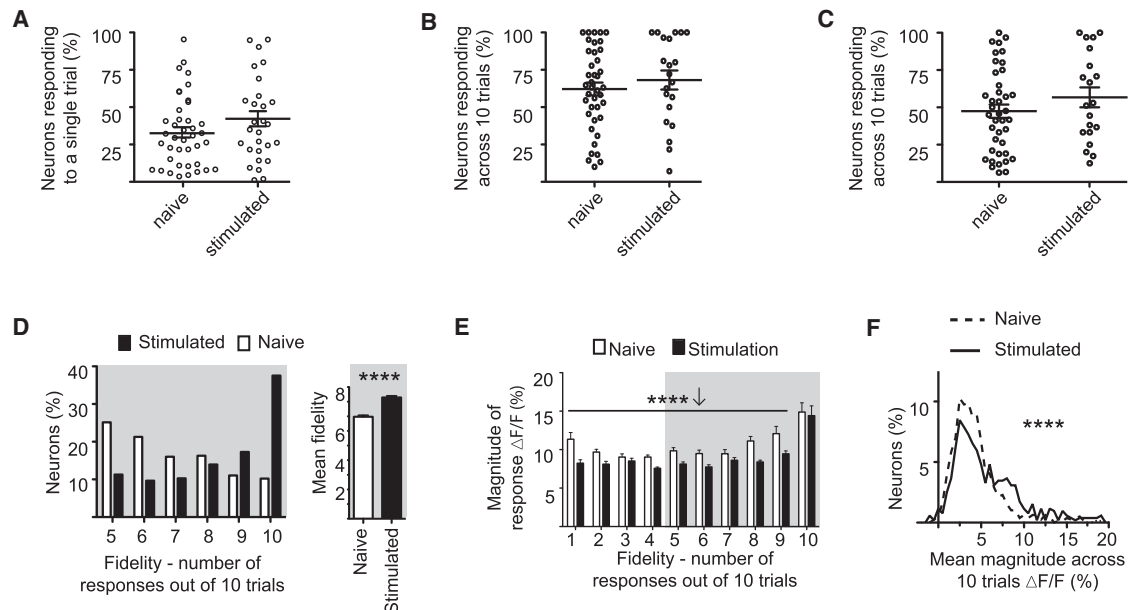 A
Neurons responding
to a single trial (%)
100
75
50
25
naive
stimulated
B
Neurons responding
across 10 trials (%)
100
75
50
25
naive
stimulated
C
Neurons responding
across 10 trials (%)
100
75
50
25
naive
stimulated
D
Stimulated Naive
Neurons (%)
40
30
20
10
5 6 7 8 9 10
Fidelity - number of
responses out of 10 trials
****
Mean fidelity
8
6
4
2
Naive
Stimulated
E
Naive Stimulation
Magnitude of
response △F/F (%)
20
15
10
5
**** ↓
1 2 3 4 5 6 7 8 9 10
Fidelity - number of
responses out of 10 trials
F
Naive
Stimulated
Neurons (%)
10
5
****
5 10 15 20
Mean magnitude across
10 trials △F/F (%)